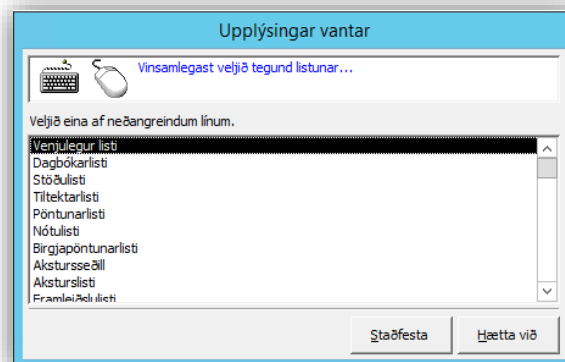 Upplýsingar vantar
Vinsamlegast veljið tegund listunar...
Veljið eina af neðangreindum línum.
Venjulegur listi
Dagbókarlisti
Stöðulisti
Tiltektarlisti
Pöntunarlisti
Nótulisti
Birgjapöntunarlisti
Akstursseðill
Aksturslisti
Framleiðslulisti
Staðfesta
Hætta við